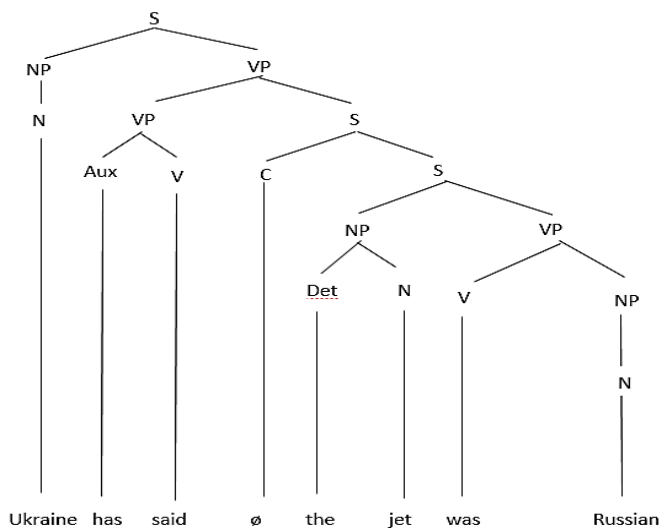 S
NP VP
N VP S
Aux V C S
NP VP
Det N V NP
N
Ukraine has said ø the jet was Russian